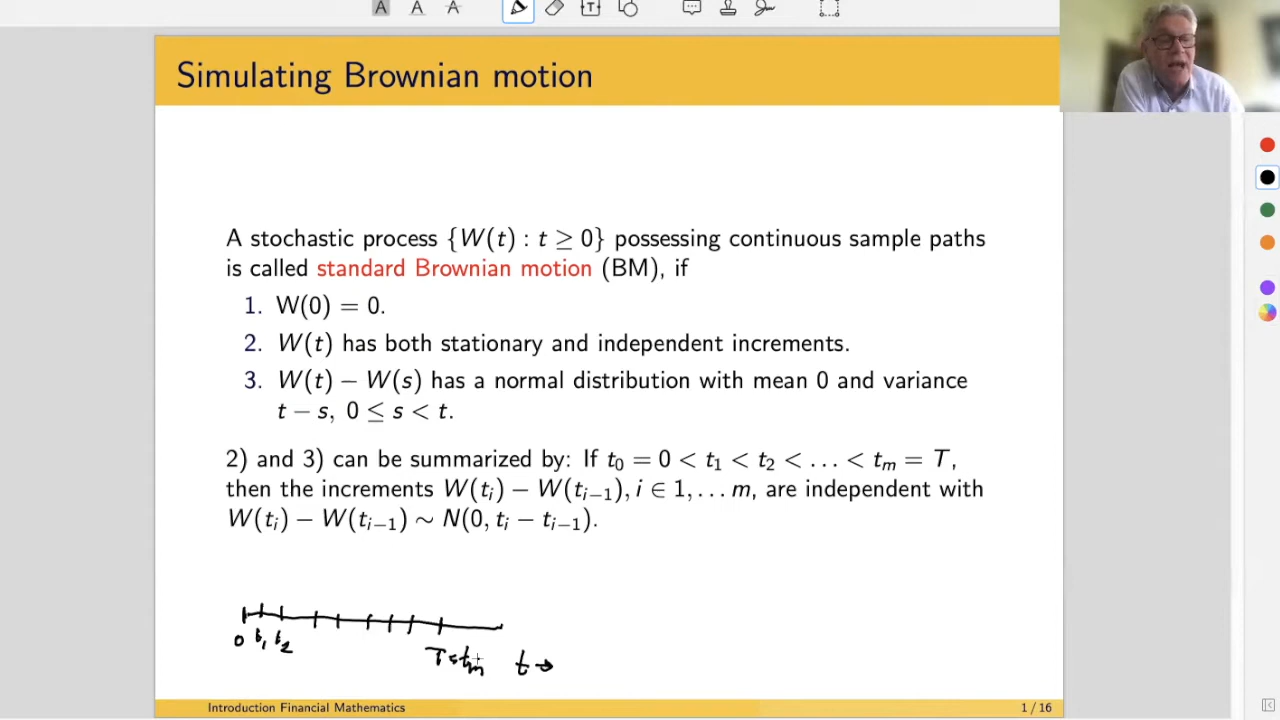 Simulating Brownian motion
A stochastic process {W(t) : t ≥ 0} possessing continuous sample paths
is called standard Brownian motion (BM), if
1. W(0) = 0.
2. W(t) has both stationary and independent increments.
3. W(t) − W(s) has a normal distribution with mean 0 and variance
t − s, 0 ≤ s < t.
2) and 3) can be summarized by: If t₀ = 0 < t₁ < t₂ < . . . < tₘ = T,
then the increments W(tᵢ) − W(tᵢ₋₁), i ∈ 1, . . . m, are independent with
W(tᵢ) − W(tᵢ₋₁) ∼ N(0, tᵢ − tᵢ₋₁).
0 t₁ t₂
T=tₘ t →
Introduction Financial Mathematics 1 / 16